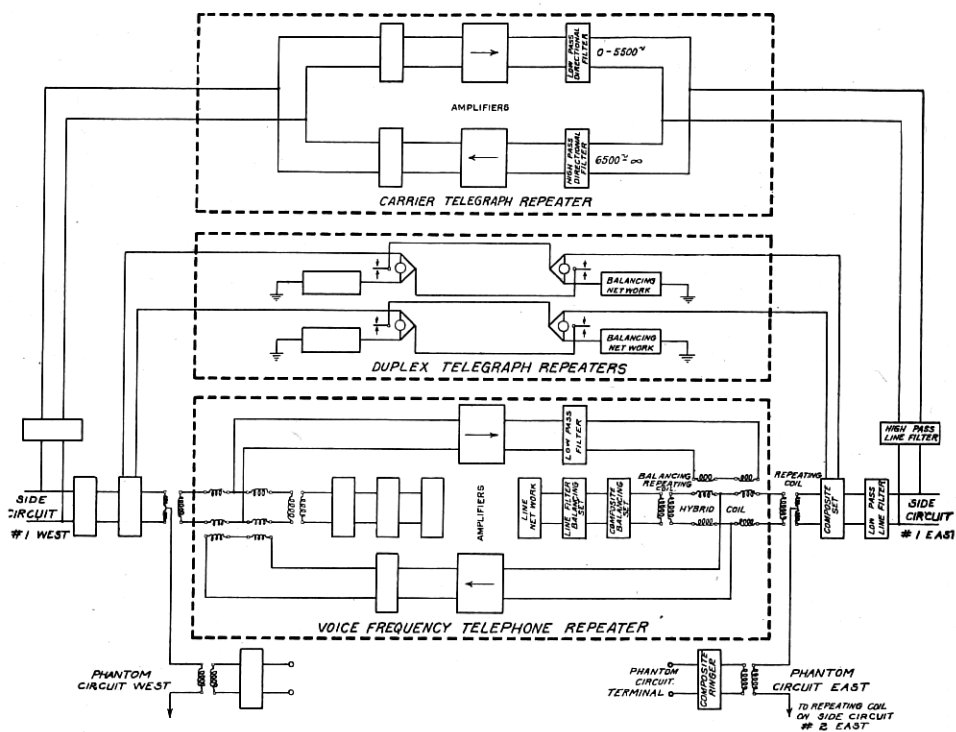 LOW PASS
DIRECTIONAL
FILTER
0-5500~
AMPLIFIERS
HIGH PASS
DIRECTIONAL
FILTER
6500~-∞
CARRIER TELEGRAPH REPEATER
BALANCING
NETWORK
BALANCING
NETWORK
DUPLEX TELEGRAPH REPEATERS
LOW PASS
FILTER
HIGH PASS
LINE FILTER
SIDE
CIRCUIT
#1 WEST
AMPLIFIERS
LINE
NETWORK
LINE FILTER
BALANCING
SET
COMPOSITE
BALANCING
SET
BALANCING
REPEATING
COIL
HYBRID COIL
REPEATING
COIL
COMPOSITE
SET
LOW PASS
LINE FILTER
SIDE
CIRCUIT
#1 EAST
VOICE FREQUENCY TELEPHONE REPEATER
PHANTOM
CIRCUIT WEST
PHANTOM
CIRCUIT
TERMINAL
COMPOSITE
RINGER
PHANTOM
CIRCUIT EAST
TO REPEATING COIL
ON SIDE CIRCUIT
#2 EAST